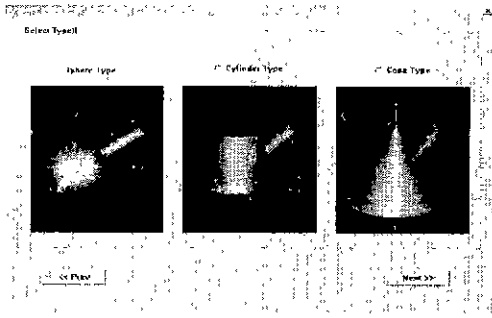 Select Type!!
Sphere Type
Cylinder Type
Cone Type
<< Prev
Next >>